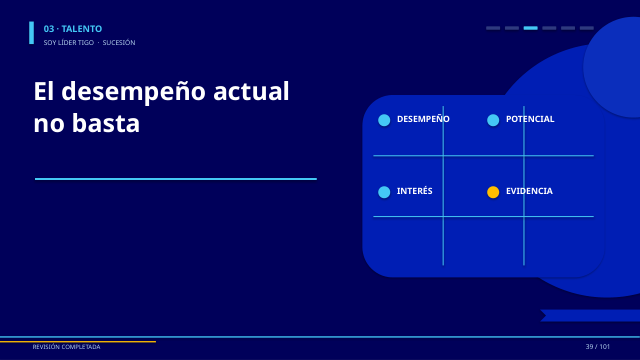 03 · TALENTO
SOY LÍDER TIGO · SUCESIÓN
El desempeño actual
no basta
DESEMPEÑO
POTENCIAL
INTERÉS
EVIDENCIA
REVISIÓN COMPLETADA
39 / 101